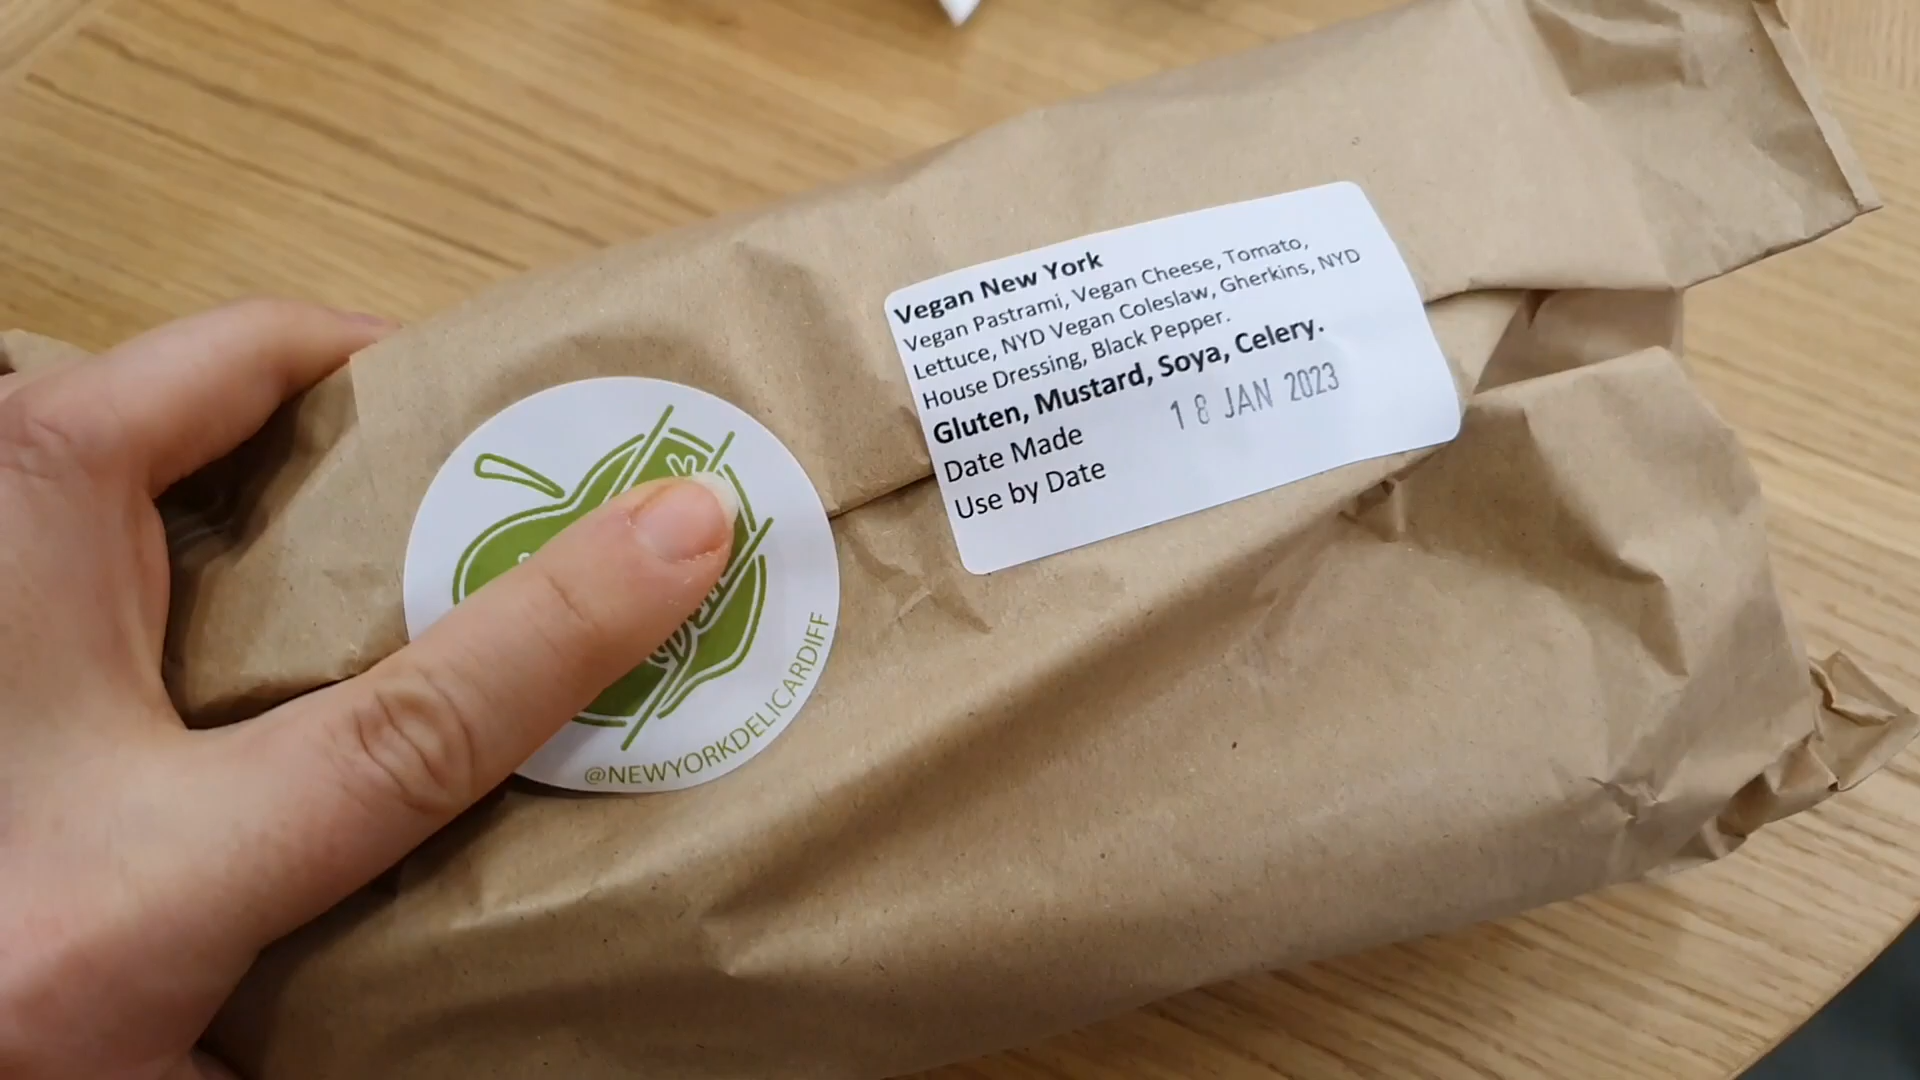 Vegan New York
Vegan Pastrami, Vegan Cheese, Tomato,
Lettuce, NYD Vegan Coleslaw, Gherkins, NYD
House Dressing, Black Pepper.
Gluten, Mustard, Soya, Celery.
Date Made 18 JAN 2023
Use by Date
@NEWYORKDELICARDIFF